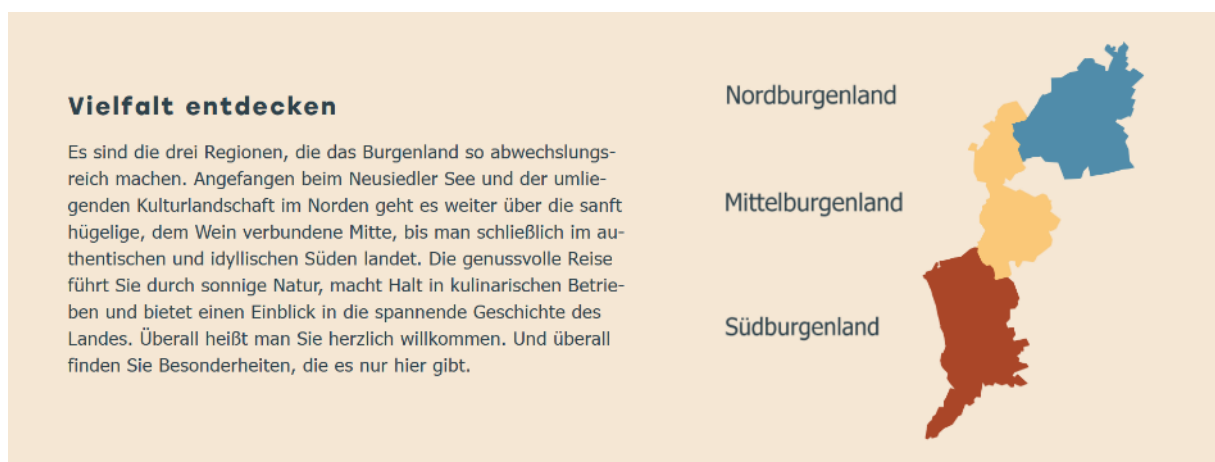 Vielfalt entdecken
Es sind die drei Regionen, die das Burgenland so abwechslungs-
reich machen. Angefangen beim Neusiedler See und der umlie-
genden Kulturlandschaft im Norden geht es weiter über die sanft
hügelige, dem Wein verbundene Mitte, bis man schließlich im au-
thentischen und idyllischen Süden landet. Die genussvolle Reise
führt Sie durch sonnige Natur, macht Halt in kulinarischen Betrie-
ben und bietet einen Einblick in die spannende Geschichte des
Landes. Überall heißt man Sie herzlich willkommen. Und überall
finden Sie Besonderheiten, die es nur hier gibt.
Nordburgenland
Mittelburgenland
Südburgenland